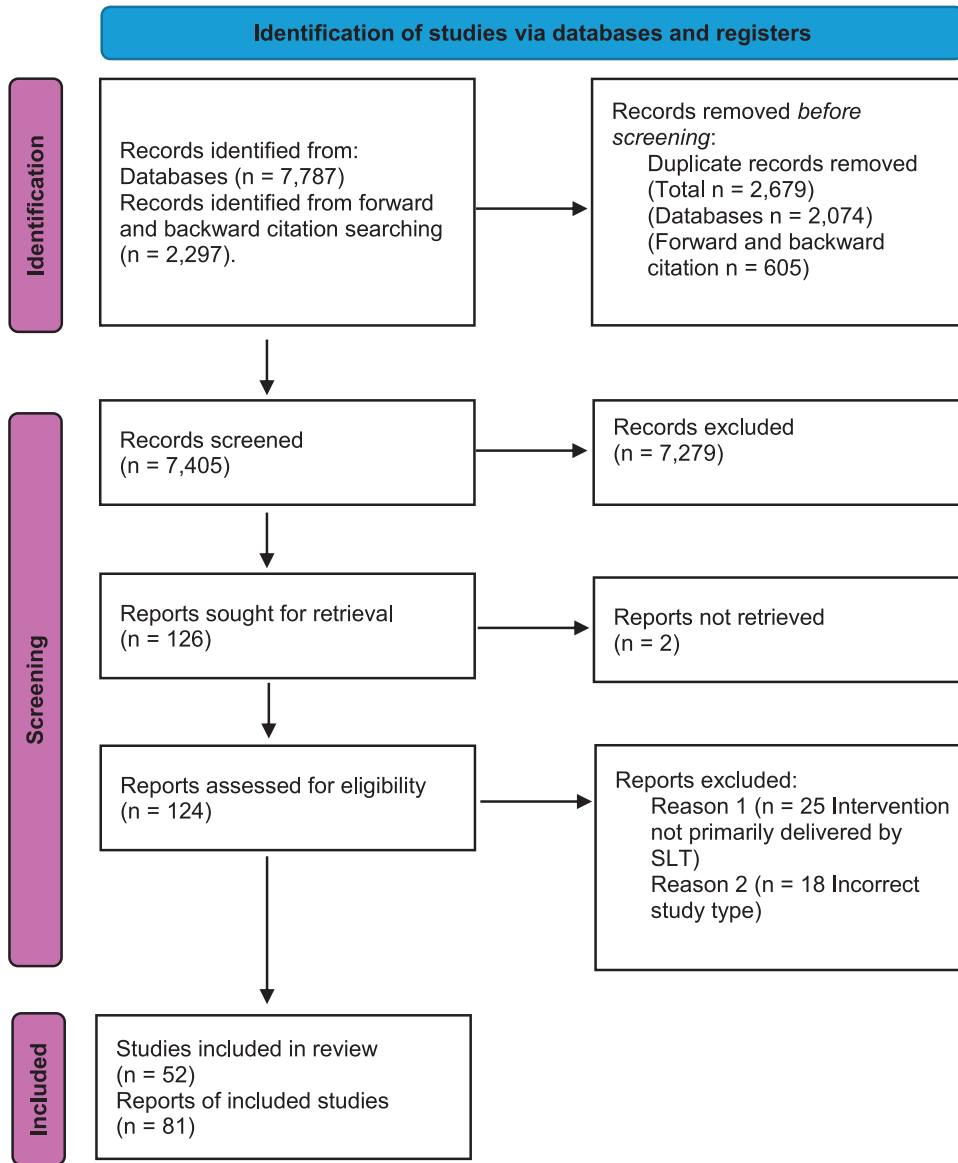 Identification of studies via databases and registers
Identification
Records identified from:
Databases (n = 7,787)
Records identified from forward
and backward citation searching
(n = 2,297).
Records removed before
screening:
Duplicate records removed
(Total n = 2,679)
(Databases n = 2,074)
(Forward and backward
citation n = 605)
Screening
Records screened
(n = 7,405)
Records excluded
(n = 7,279)
Reports sought for retrieval
(n = 126)
Reports not retrieved
(n = 2)
Reports assessed for eligibility
(n = 124)
Reports excluded:
Reason 1 (n = 25 Intervention
not primarily delivered by
SLT)
Reason 2 (n = 18 Incorrect
study type)
Included
Studies included in review
(n = 52)
Reports of included studies
(n = 81)